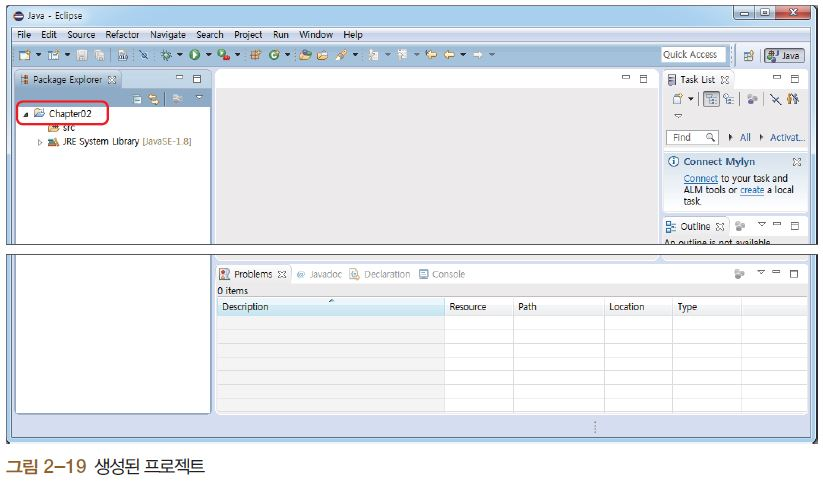 Java - Eclipse
File Edit Source Refactor Navigate Search Project Run Window Help
Quick Access
Java
Package Explorer
Chapter02
src
JRE System Library [JavaSE-1.8]
Task List
Find
All
Activat...
Connect Mylyn
Connect to your task and
ALM tools or create a local
task.
Outline
An outline is not available.
Problems @ Javadoc Declaration Console
0 items
Description Resource Path Location Type
그림 2-19 생성된 프로젝트